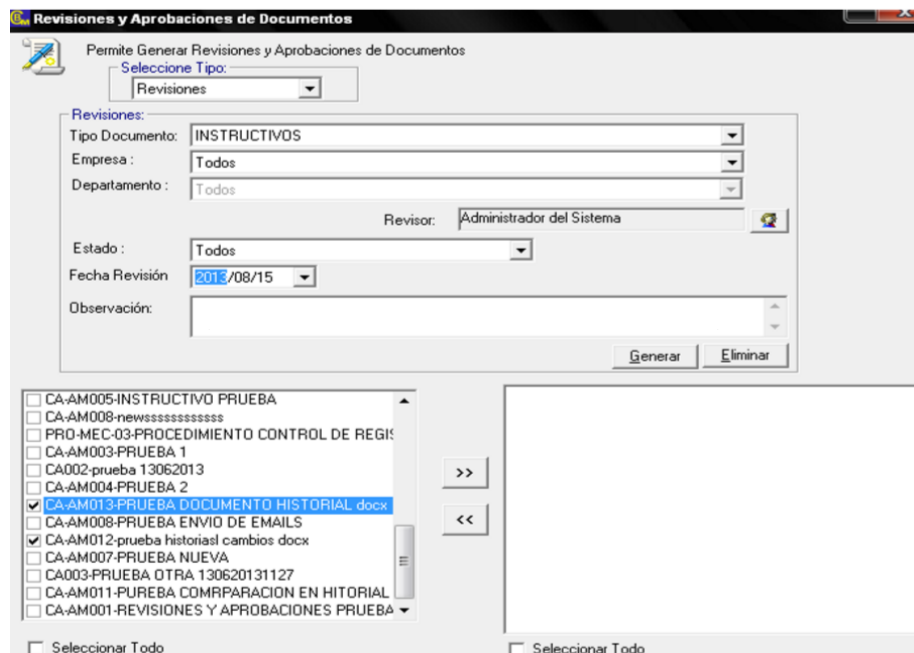 Revisiones y Aprobaciones de Documentos
Permite Generar Revisiones y Aprobaciones de Documentos
Seleccione Tipo:
Revisiones
Revisiones:
Tipo Documento: INSTRUCTIVOS
Empresa : Todos
Departamento : Todos
Revisor: Administrador del Sistema
Estado : Todos
Fecha Revisión 2013/08/15
Observación:
Generar Eliminar
CA-AM005-INSTRUCTIVO PRUEBA
CA-AM008-newssssssssssss
PRO-MEC-03-PROCEDIMIENTO CONTROL DE REGIS
CA-AM003-PRUEBA 1
CA002-prueba 13062013
CA-AM004-PRUEBA 2
CA-AM013-PRUEBA DOCUMENTO HISTORIAL docx
CA-AM008-PRUEBA ENVIO DE EMAILS
CA-AM012-prueba historiasl cambios docx
CA-AM007-PRUEBA NUEVA
CA003-PRUEBA OTRA 130620131127
CA-AM011-PUREBA COMRPARACION EN HITORIAL
CA-AM001-REVISIONES Y APROBACIONES PRUEBA
>>
<<
Seleccionar Todo
Seleccionar Todo